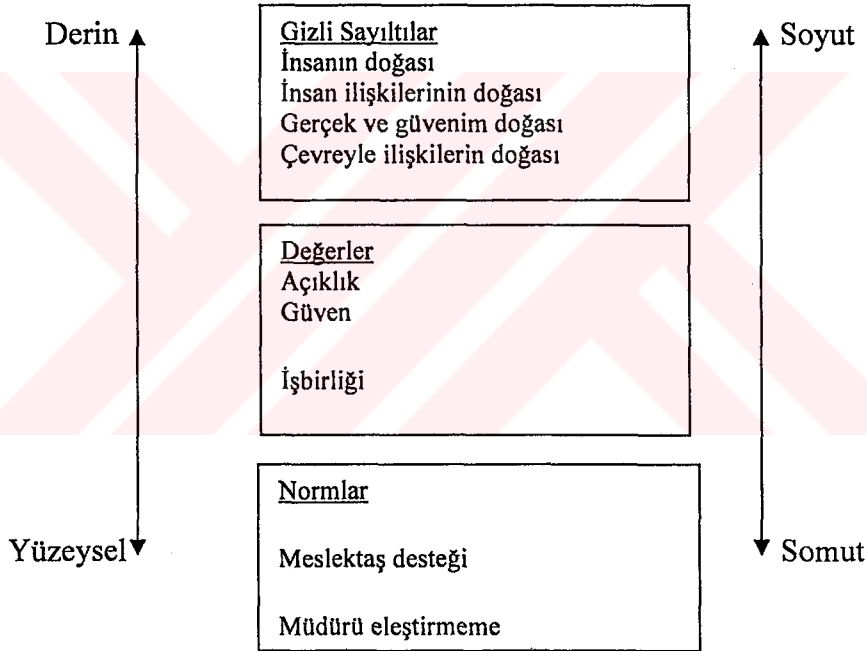 Derin
Soyut
Gizli Sayıltılar
İnsanın doğası
İnsan ilişkilerinin doğası
Gerçek ve güvenim doğası
Çevreyle ilişkilerin doğası
Değerler
Açıklık
Güven
İşbirliği
Normlar
Meslektaş desteği
Müdürü eleştirmeme
Yüzeysel
Somut